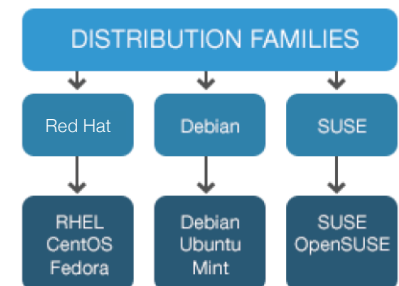 DISTRIBUTION FAMILIES
Red Hat
Debian
SUSE
RHEL
CentOS
Fedora
Debian
Ubuntu
Mint
SUSE
OpenSUSE